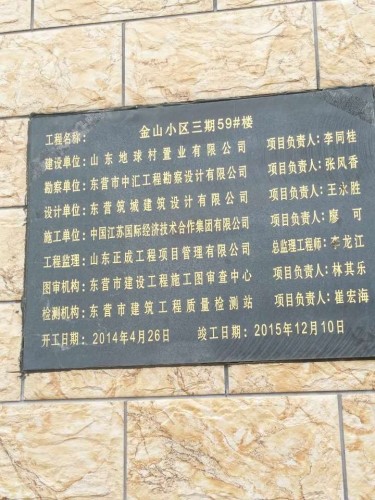 工程名称： 金山小区三期59#楼
建设单位：山东地球村置业有限公司 项目负责人：李同桂
勘察单位：东营市中汇工程勘察设计有限公司 项目负责人：张风香
设计单位：东营筑城建筑设计有限公司 项目负责人：王永胜
施工单位：中国江苏国际经济技术合作集团有限公司 项目负责人：廖可
工程监理：山东正成工程项目管理有限公司 总监理工程师：李龙江
图审机构：东营市建设工程施工图审查中心 项目负责人：林其乐
检测机构：东营市建筑工程质量检测站 项目负责人：崔宏海
开工日期：2014年4月26日 竣工日期：2015年12月10日